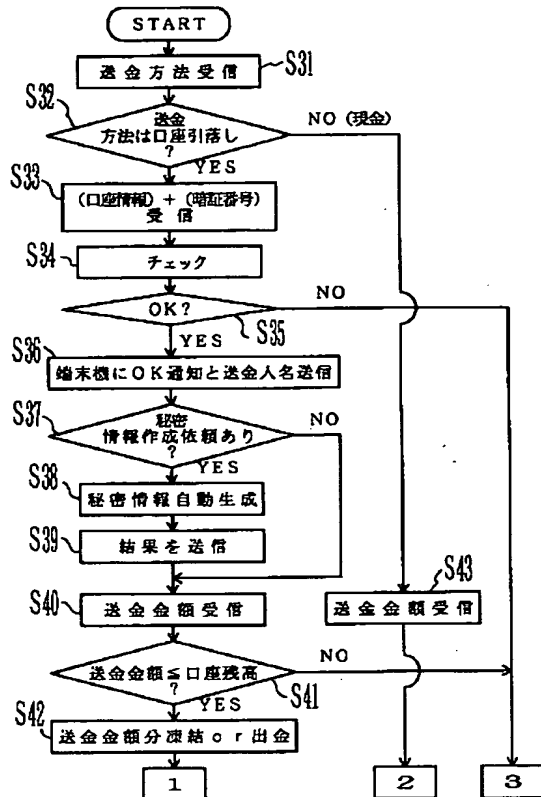 START
送金方法受信
S31
S32
送金
方法は口座引落し
?
NO (現金)
YES
S33
(口座情報) + (暗証番号)
受信
S34
チェック
OK?
NO
S35
YES
S36
端末機にOK通知と送金人名送信
S37
秘密
情報作成依頼あり
?
NO
YES
S38
秘密情報自動生成
S39
結果を送信
S40
送金金額受信
S43
送金金額受信
送金金額≦口座残高
?
NO
S41
YES
S42
送金金額分凍結or出金
1
2
3